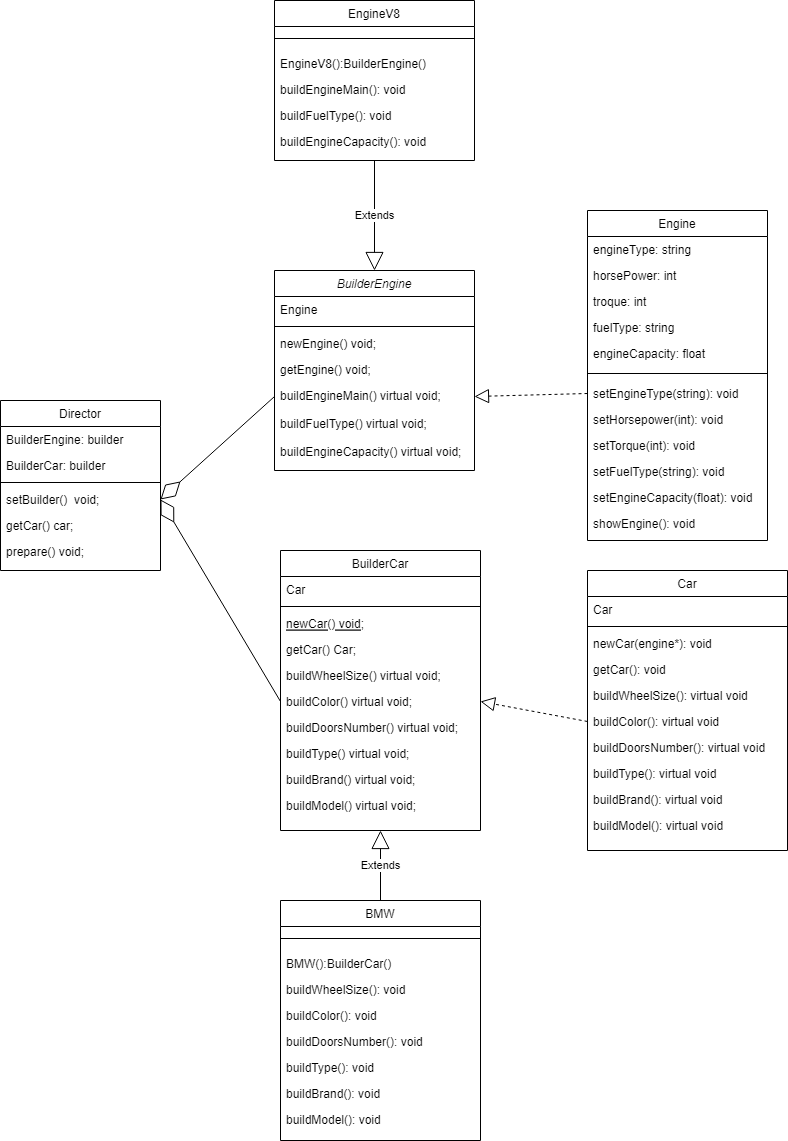 EngineV8
EngineV8():BuilderEngine()
buildEngineMain(): void
buildFuelType(): void
buildEngineCapacity(): void
Extends
BuilderEngine
Engine
newEngine() void;
getEngine() void;
buildEngineMain() virtual void;
buildFuelType() virtual void;
buildEngineCapacity() virtual void;
Engine
engineType: string
horsePower: int
troque: int
fuelType: string
engineCapacity: float
setEngineType(string): void
setHorsepower(int): void
setTorque(int): void
setFuelType(string): void
setEngineCapacity(float): void
showEngine(): void
Director
BuilderEngine: builder
BuilderCar: builder
setBuilder()  void;
getCar() car;
prepare() void;
BuilderCar
Car
newCar() void;
getCar() Car;
buildWheelSize() virtual void;
buildColor() virtual void;
buildDoorsNumber() virtual void;
buildType() virtual void;
buildBrand() virtual void;
buildModel() virtual void;
Car
Car
newCar(engine*): void
getCar(): void
buildWheelSize(): virtual void
buildColor(): virtual void
buildDoorsNumber(): virtual void
buildType(): virtual void
buildBrand(): virtual void
buildModel(): virtual void
Extends
BMW
BMW():BuilderCar()
buildWheelSize(): void
buildColor(): void
buildDoorsNumber(): void
buildType(): void
buildBrand(): void
buildModel(): void